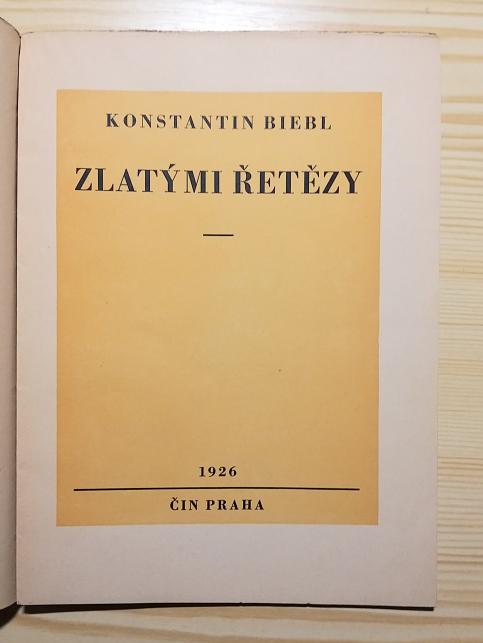 KONSTANTIN BIEBL
ZLATÝMI ŘETĚZY
1926
ČIN PRAHA